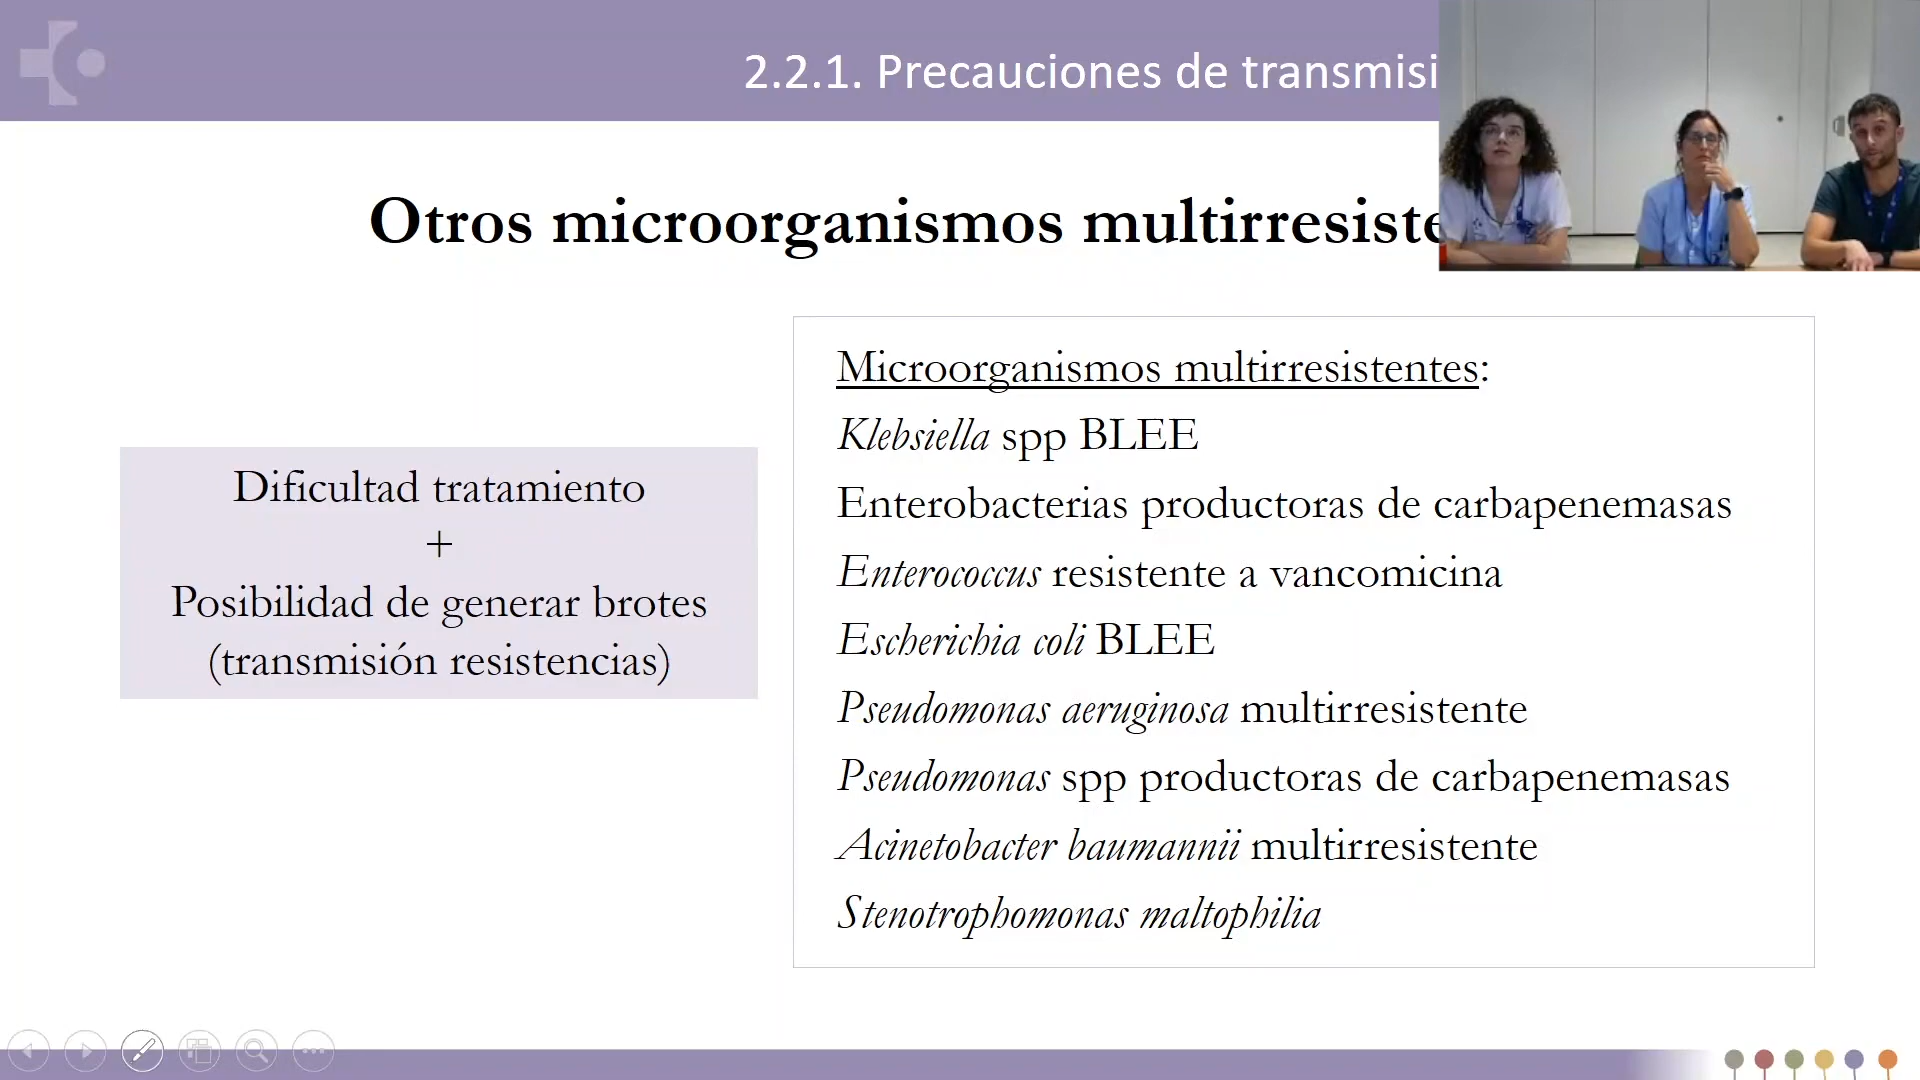 2.2.1. Precauciones de
Otros microorganismos
Dificultad tratamiento
+
Posibilidad de generar brotes
(transmisión resistencias)
Microorganismos multirresistentes:
Klebsiella spp BLEE
Enterobacterias productoras de carbapenemasas
Enterococcus resistente a vancomicina
Escherichia coli BLEE
Pseudomonas aeruginosa multirresistente
Pseudomonas spp productoras de carbapenemasas
Acinetobacter baumannii multirresistente
Stenotrophomonas maltophilia